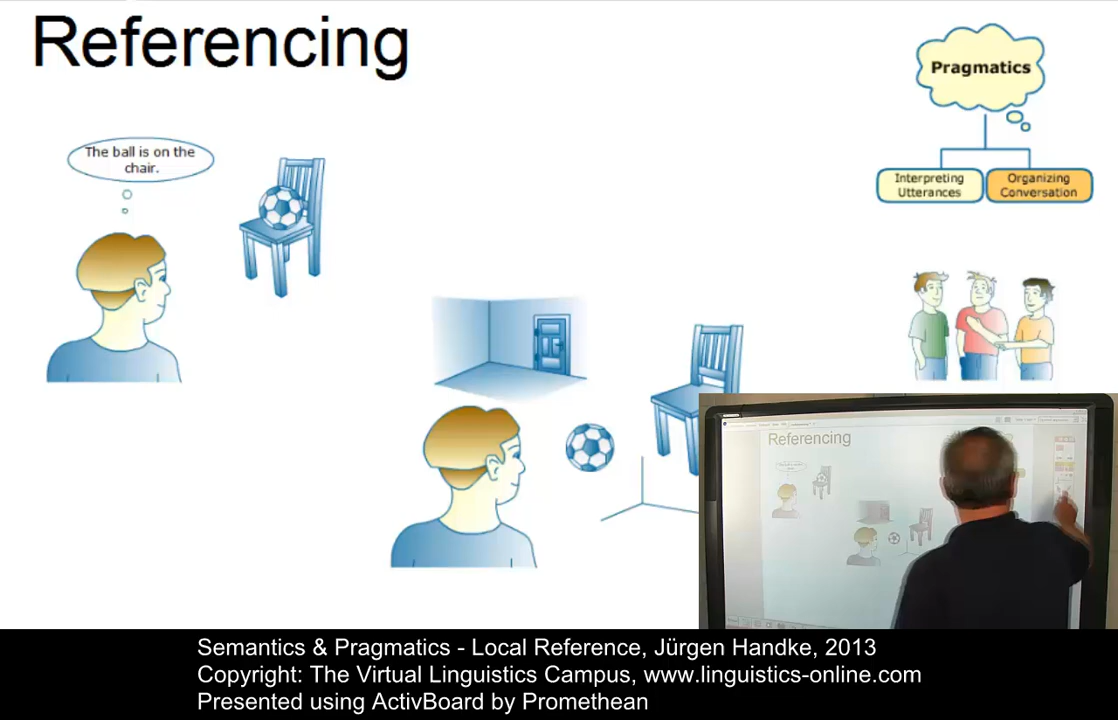 Referencing
Pragmatics
Interpreting
Utterances
Organizing
Conversation
The ball is on the
chair.
Referencing
Semantics & Pragmatics - Local Reference, Jürgen Handke, 2013
Copyright: The Virtual Linguistics Campus, www.linguistics-online.com
Presented using ActivBoard by Promethean